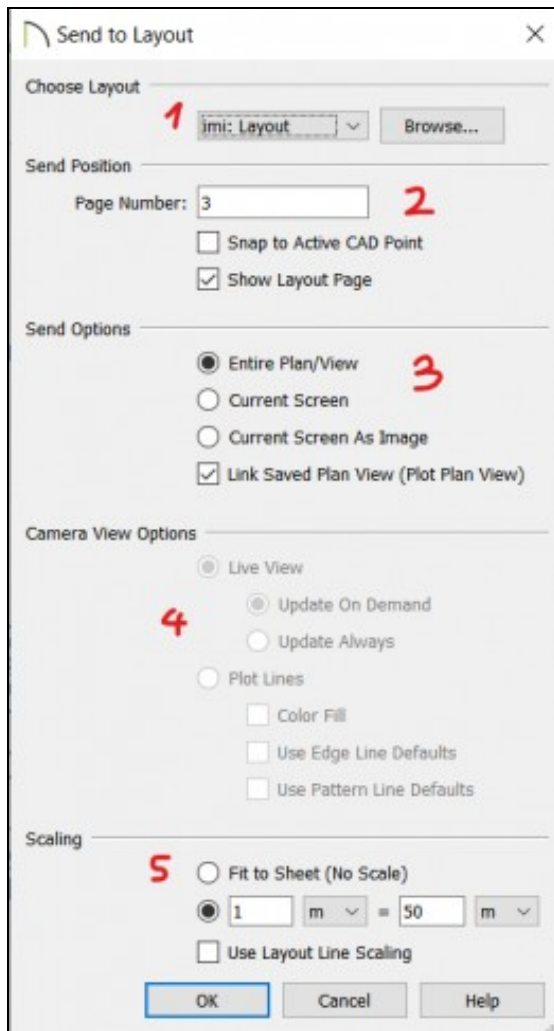 Send to Layout
Choose Layout
1 imi: Layout Browse...
Send Position
Page Number: 3 2
Snap to Active CAD Point
Show Layout Page
Send Options
Entire Plan/View 3
Current Screen
Current Screen As Image
Link Saved Plan View (Plot Plan View)
Camera View Options
Live View
4 Update On Demand
Update Always
Plot Lines
Color Fill
Use Edge Line Defaults
Use Pattern Line Defaults
Scaling
5 Fit to Sheet (No Scale)
1 m = 50 m
Use Layout Line Scaling
OK Cancel Help